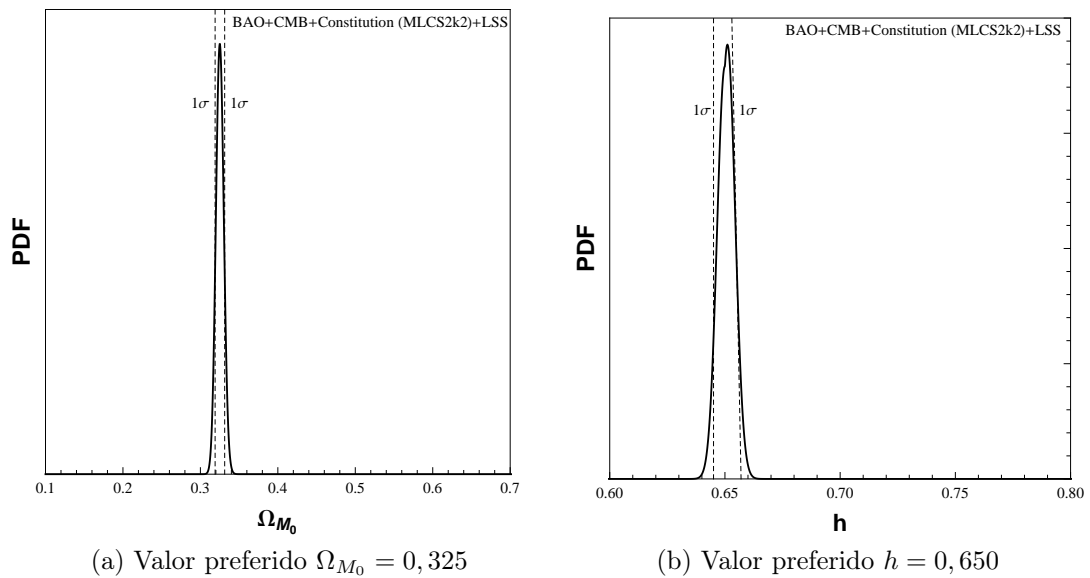 BAO+CMB+Constitution (MLCS2k2)+LSS
1σ 1σ
PDF
0.1 0.2 0.3 0.4 0.5 0.6 0.7
Ω_{M_0}
(a) Valor preferido Ω_{M_0} = 0, 325
BAO+CMB+Constitution (MLCS2k2)+LSS
1σ 1σ
PDF
0.60 0.65 0.70 0.75 0.80
h
(b) Valor preferido h = 0, 650